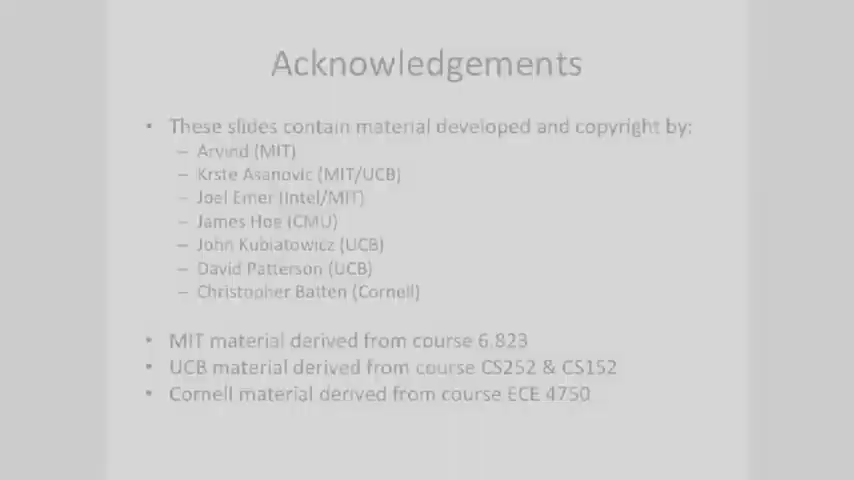 Acknowledgements
• These slides contain material developed and copyright by:
– Arvind (MIT)
– Krste Asanovic (MIT/UCB)
– Joel Emer (Intel/MIT)
– James Hoe (CMU)
– John Kubiatowicz (UCB)
– David Patterson (UCB)
– Christopher Batten (Cornell)
• MIT material derived from course 6.823
• UCB material derived from course CS252 & CS152
• Cornell material derived from course ECE 4750